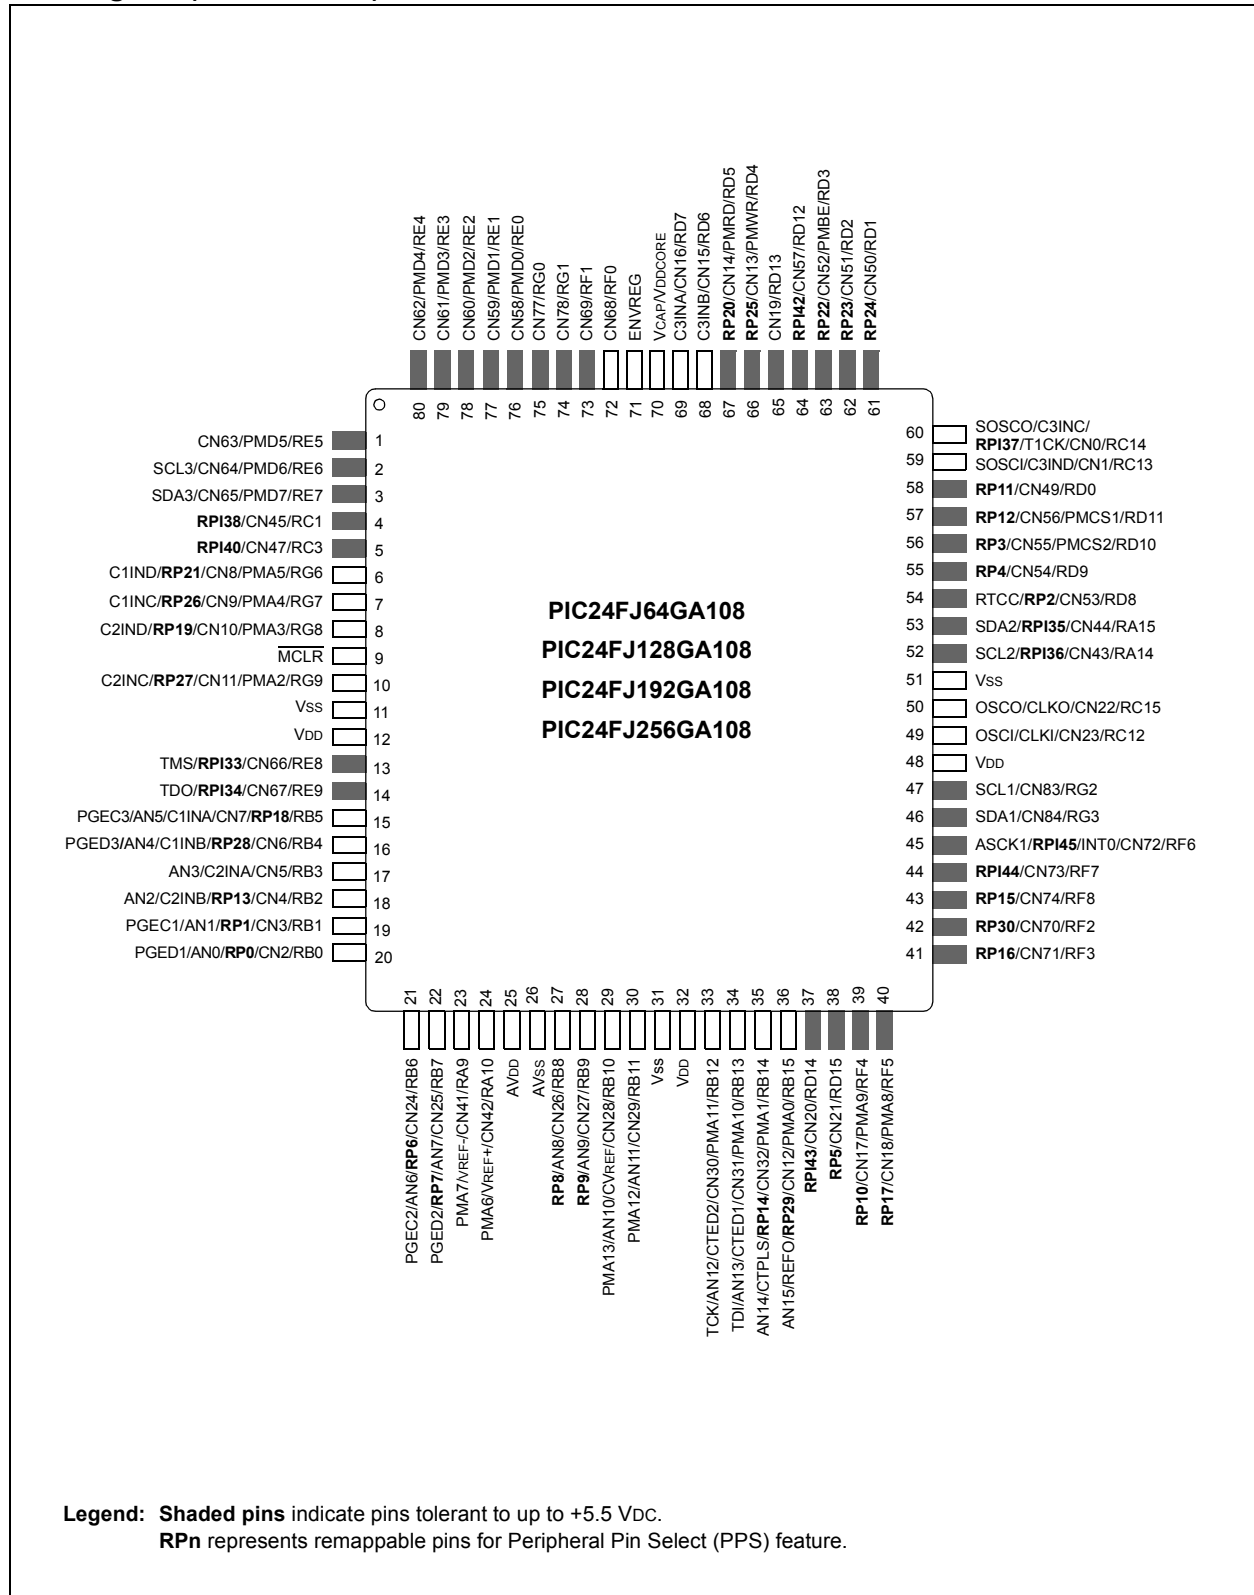 CN62/PMD4/RE4
CN61/PMD3/RE3
CN60/PMD2/RE2
CN59/PMD1/RE1
CN58/PMD0/RE0
CN77/RG0
CN78/RG1
CN69/RF1
CN68/RF0
ENVREG
VCAP/VDDCORE
C3INA/CN16/RD7
C3INB/CN15/RD6
RP20/CN14/PMRD/RD5
RP25/CN13/PMWR/RD4
CN19/RD13
RPI42/CN57/RD12
RP22/CN52/PMBE/RD3
RP23/CN51/RD2
RP24/CN50/RD1
80
79
78
77
76
75
74
73
72
71
70
69
68
67
66
65
64
63
62
61
CN63/PMD5/RE5 1
SCL3/CN64/PMD6/RE6 2
SDA3/CN65/PMD7/RE7 3
RPI38/CN45/RC1 4
RPI40/CN47/RC3 5
C1IND/RP21/CN8/PMA5/RG6 6
C1INC/RP26/CN9/PMA4/RG7 7
C2IND/RP19/CN10/PMA3/RG8 8
MCLR 9
C2INC/RP27/CN11/PMA2/RG9 10
VSS 11
VDD 12
TMS/RPI33/CN66/RE8 13
TDO/RPI34/CN67/RE9 14
PGEC3/AN5/C1INA/CN7/RP18/RB5 15
PGED3/AN4/C1INB/RP28/CN6/RB4 16
AN3/C2INA/CN5/RB3 17
AN2/C2INB/RP13/CN4/RB2 18
PGEC1/AN1/RP1/CN3/RB1 19
PGED1/AN0/RP0/CN2/RB0 20
PIC24FJ64GA108
PIC24FJ128GA108
PIC24FJ192GA108
PIC24FJ256GA108
60 SOSCO/C3INC/
RPI37/T1CK/CN0/RC14
59 SOSCI/C3IND/CN1/RC13
58 RP11/CN49/RD0
57 RP12/CN56/PMCS1/RD11
56 RP3/CN55/PMCS2/RD10
55 RP4/CN54/RD9
54 RTCC/RP2/CN53/RD8
53 SDA2/RPI35/CN44/RA15
52 SCL2/RPI36/CN43/RA14
51 VSS
50 OSCO/CLKO/CN22/RC15
49 OSCI/CLKI/CN23/RC12
48 VDD
47 SCL1/CN83/RG2
46 SDA1/CN84/RG3
45 ASCK1/RPI45/INT0/CN72/RF6
44 RPI44/CN73/RF7
43 RP15/CN74/RF8
42 RP30/CN70/RF2
41 RP16/CN71/RF3
21
22
23
24
25
26
27
28
29
30
31
32
33
34
35
36
37
38
39
40
PGEC2/AN6/RP6/CN24/RB6
PGED2/RP7/AN7/CN25/RB7
PMA7/VREF-/CN41/RA9
PMA6/VREF+/CN42/RA10
AVDD
AVSS
RP8/AN8/CN26/RB8
RP9/AN9/CN27/RB9
PMA13/AN10/CVREF/CN28/RB10
PMA12/AN11/CN29/RB11
Vss
VDD
TCK/AN12/CTED2/CN30/PMA11/RB12
TDI/AN13/CTED1/CN31/PMA10/RB13
AN14/CTPLS/RP14/CN32/PMA1/RB14
AN15/REFO/RP29/CN12/PMA0/RB15
RPI43/CN20/RD14
RP5/CN21/RD15
RP10/CN17/PMA9/RF4
RP17/CN18/PMA8/RF5
Legend: Shaded pins indicate pins tolerant to up to +5.5 VDC.
RPn represents remappable pins for Peripheral Pin Select (PPS) feature.